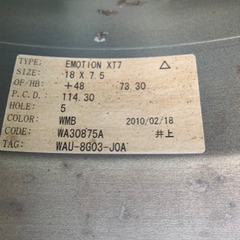 TYPE: EMOTION XT7
SIZE: 18 X 7.5
OF/HB: +48 73.30
P.C.D. 114.30
HOLE: 5
COLOR: WMB 2010/02/18
CODE: WA30875A 井上
TAG: WAU-8G03-JOA